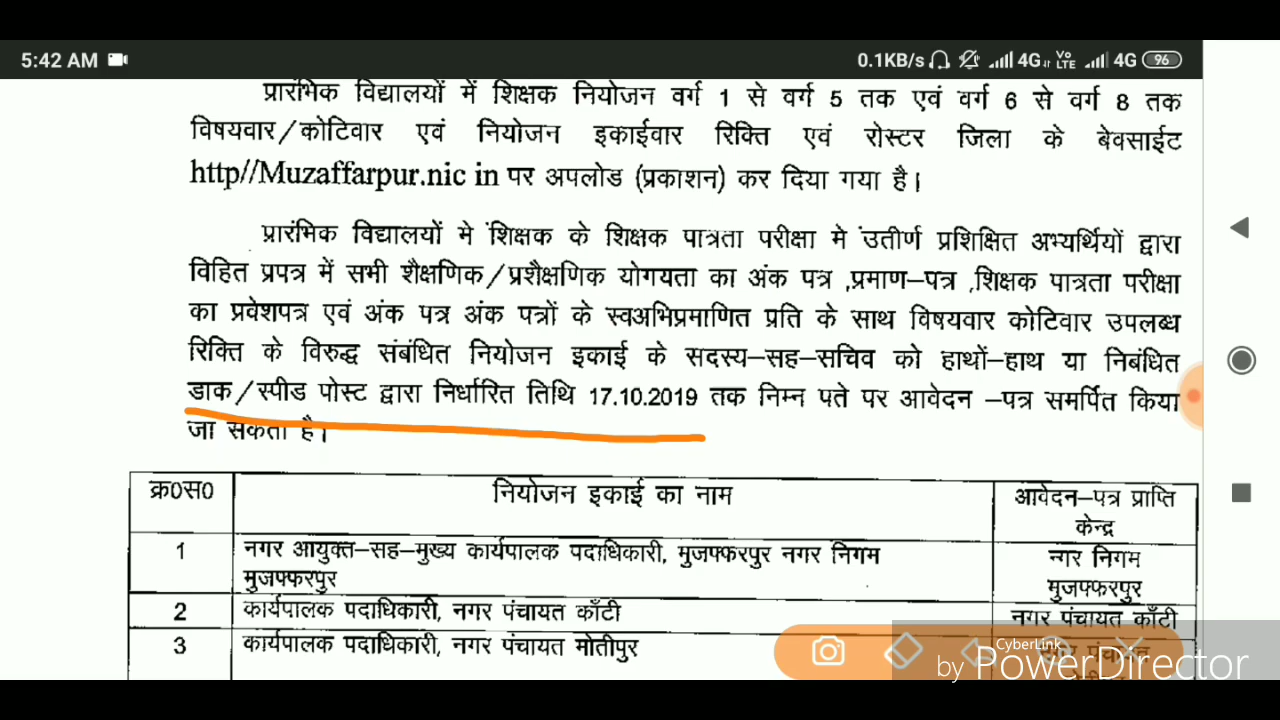 5:42 AM 0.1KB/s 4G Vo LTE 4G 96
प्रारंभिक विद्यालयों में शिक्षक नियोजन वर्ग 1 से वर्ग 5 तक एवं वर्ग 6 से वर्ग 8 तक
विषयवार/कोटिवार एवं नियोजन इकाईवार रिक्ति एवं रोस्टर जिला के बेवसाईट
http//Muzaffarpur.nic in पर अपलोड (प्रकाशन) कर दिया गया है।
प्रारंभिक विद्यालयों मे शिक्षक के शिक्षक पात्रता परीक्षा मे उतीर्ण प्रशिक्षित अभ्यर्थियों द्वारा
विहित प्रपत्र में सभी शैक्षणिक/प्रशैक्षणिक योगयता का अंक पत्र ,प्रमाण–पत्र ,शिक्षक पात्रता परीक्षा
का प्रवेशपत्र एवं अंक पत्र अंक पत्रों के स्वअभिप्रमाणित प्रति के साथ विषयवार कोटिवार उपलब्ध
रिक्ति के विरुद्ध संबंधित नियोजन इकाई के सदस्य–सह–सचिव को हाथों–हाथ या निबंधित
डाक/स्पीड पोस्ट द्वारा निर्धारित तिथि 17.10.2019 तक निम्न पते पर आवेदन –पत्र समर्पित किया
जा सकता है।
क्र0स0 नियोजन इकाई का नाम आवेदन–पत्र प्राप्ति
केन्द्र
1 नगर आयुक्त–सह–मुख्य कार्यपालक पदाधिकारी, मुजफ्फरपुर नगर निगम नगर निगम
मुजफ्फरपुर मुजफ्फरपुर
2 कार्यपालक पदाधिकारी, नगर पंचायत काँटी नगर पंचायत काँटी
3 कार्यपालक पदाधिकारी, नगर पंचायत मोतीपुर पंचायत
CyberLink
by PowerDirector